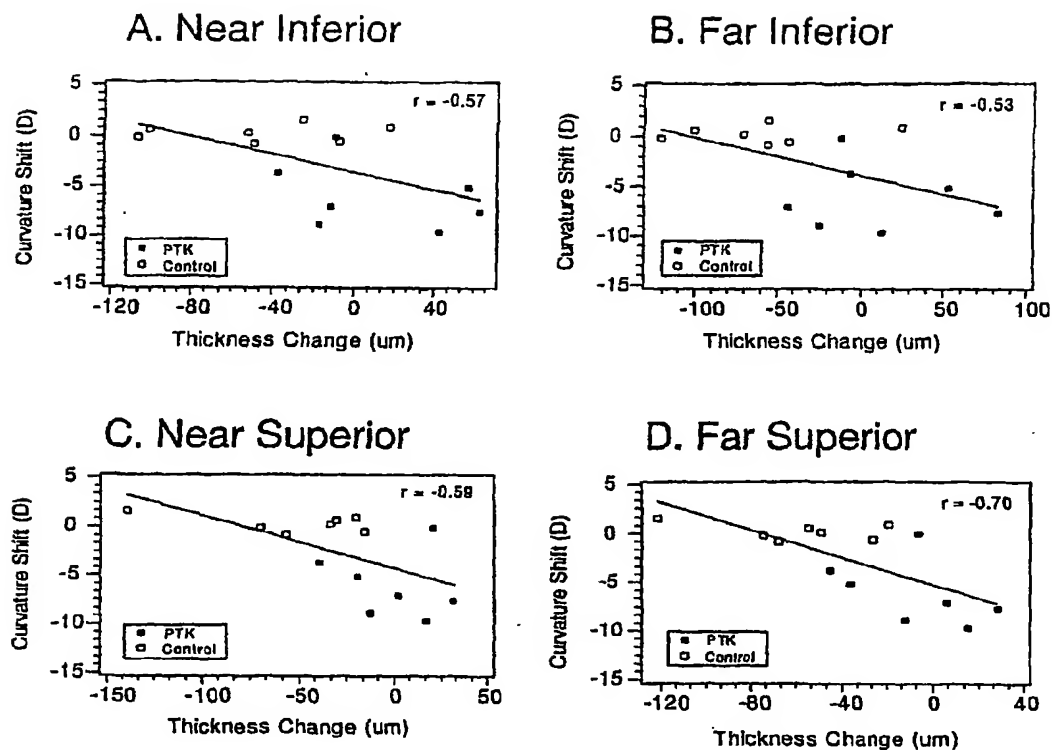 A. Near Inferior
Curvature Shift (D)
5
0
-5
-10
-15
r = -0.57
PTK
Control
-120
-80
-40
0
40
Thickness Change (um)
B. Far Inferior
Curvature Shift (D)
5
0
-5
-10
-15
r = -0.53
PTK
Control
-100
-50
0
50
100
Thickness Change (um)
C. Near Superior
Curvature Shift (D)
5
0
-5
-10
-15
r = -0.59
PTK
Control
-150
-100
-50
0
50
Thickness Change (um)
D. Far Superior
Curvature Shift (D)
5
0
-5
-10
-15
r = -0.70
PTK
Control
-120
-80
-40
0
40
Thickness Change (um)